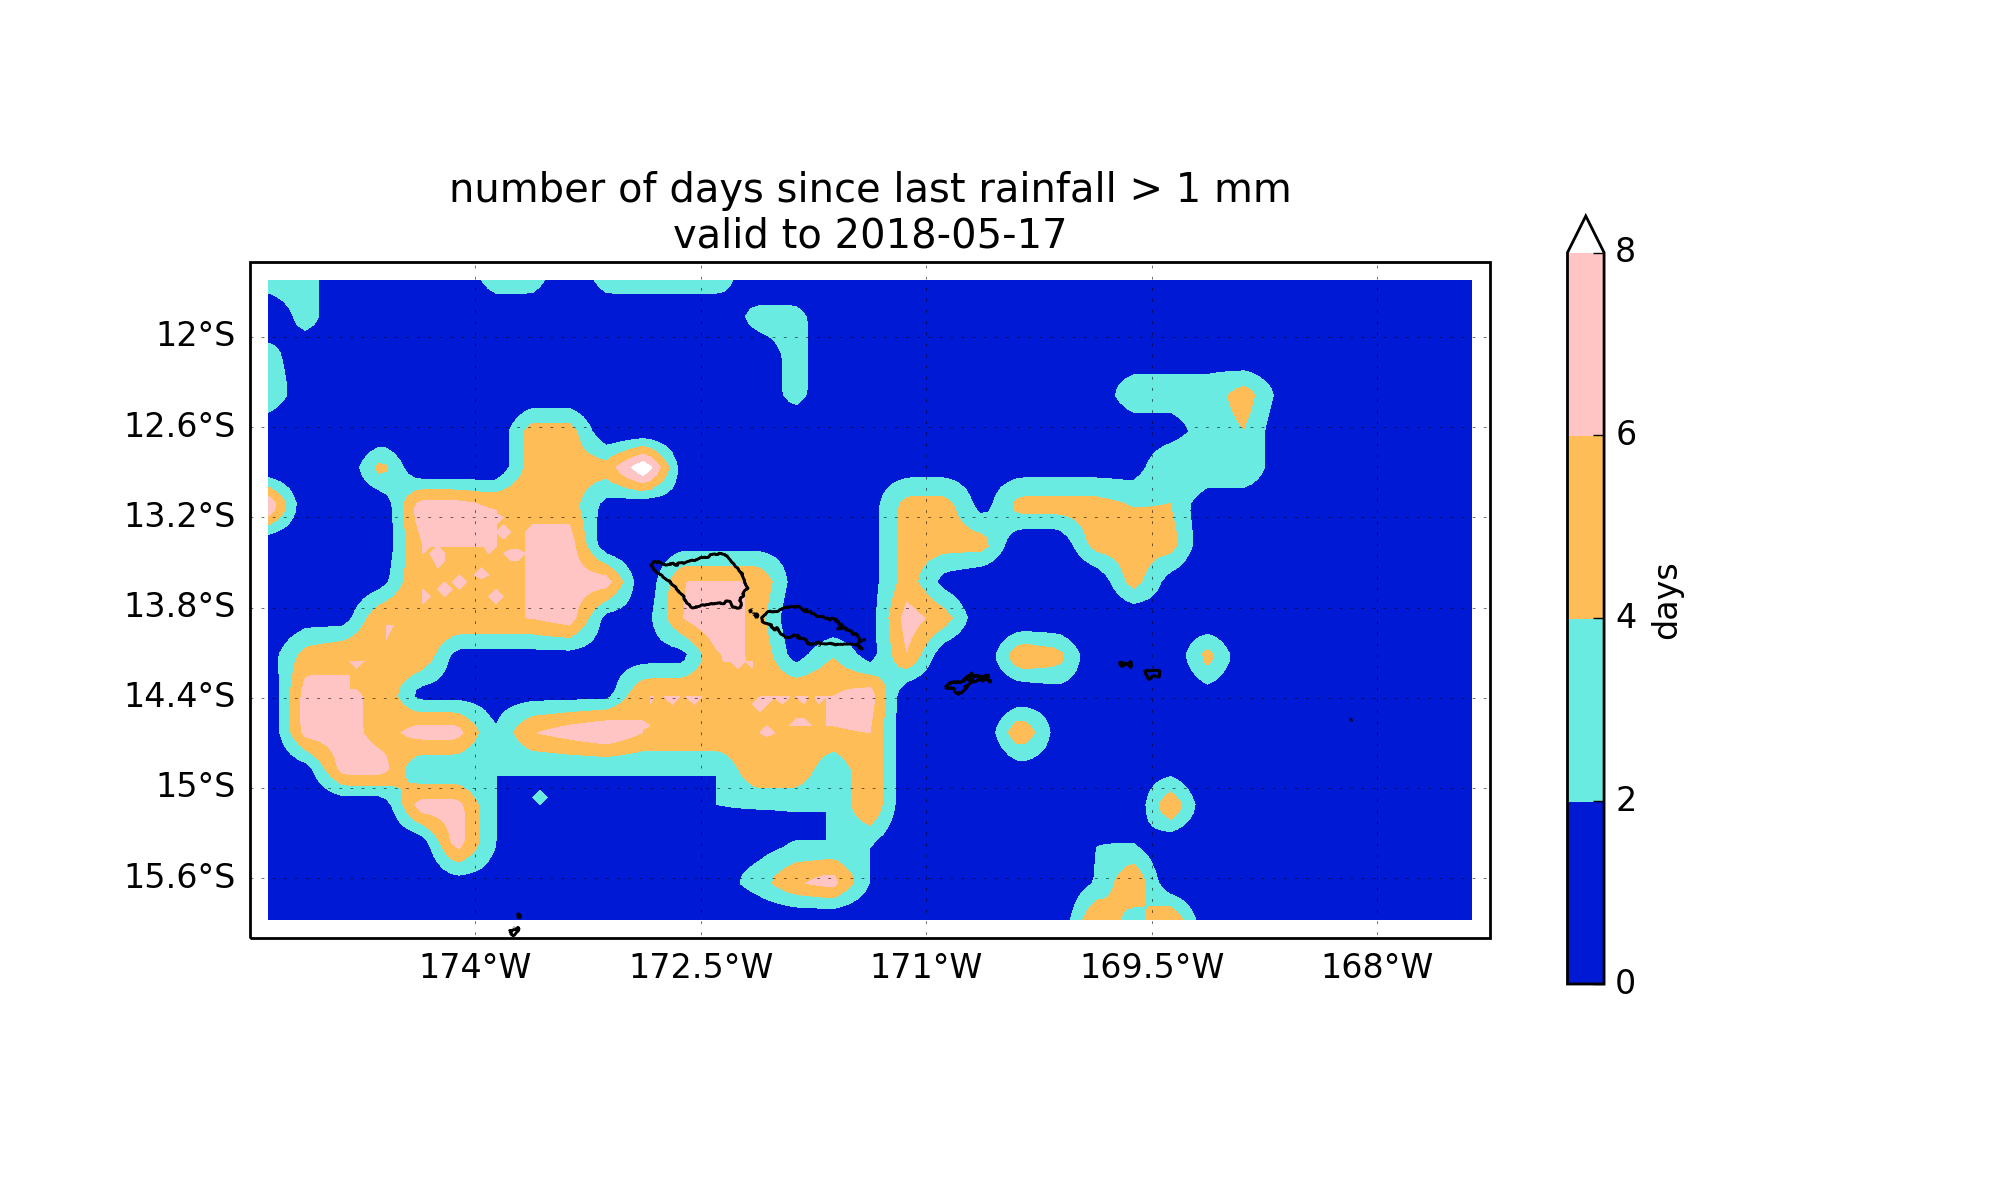 number of days since last rainfall > 1 mm
valid to 2018-05-17
12°S
12.6°S
13.2°S
13.8°S
14.4°S
15°S
15.6°S
174°W
172.5°W
171°W
169.5°W
168°W
8
6
4
2
0
days